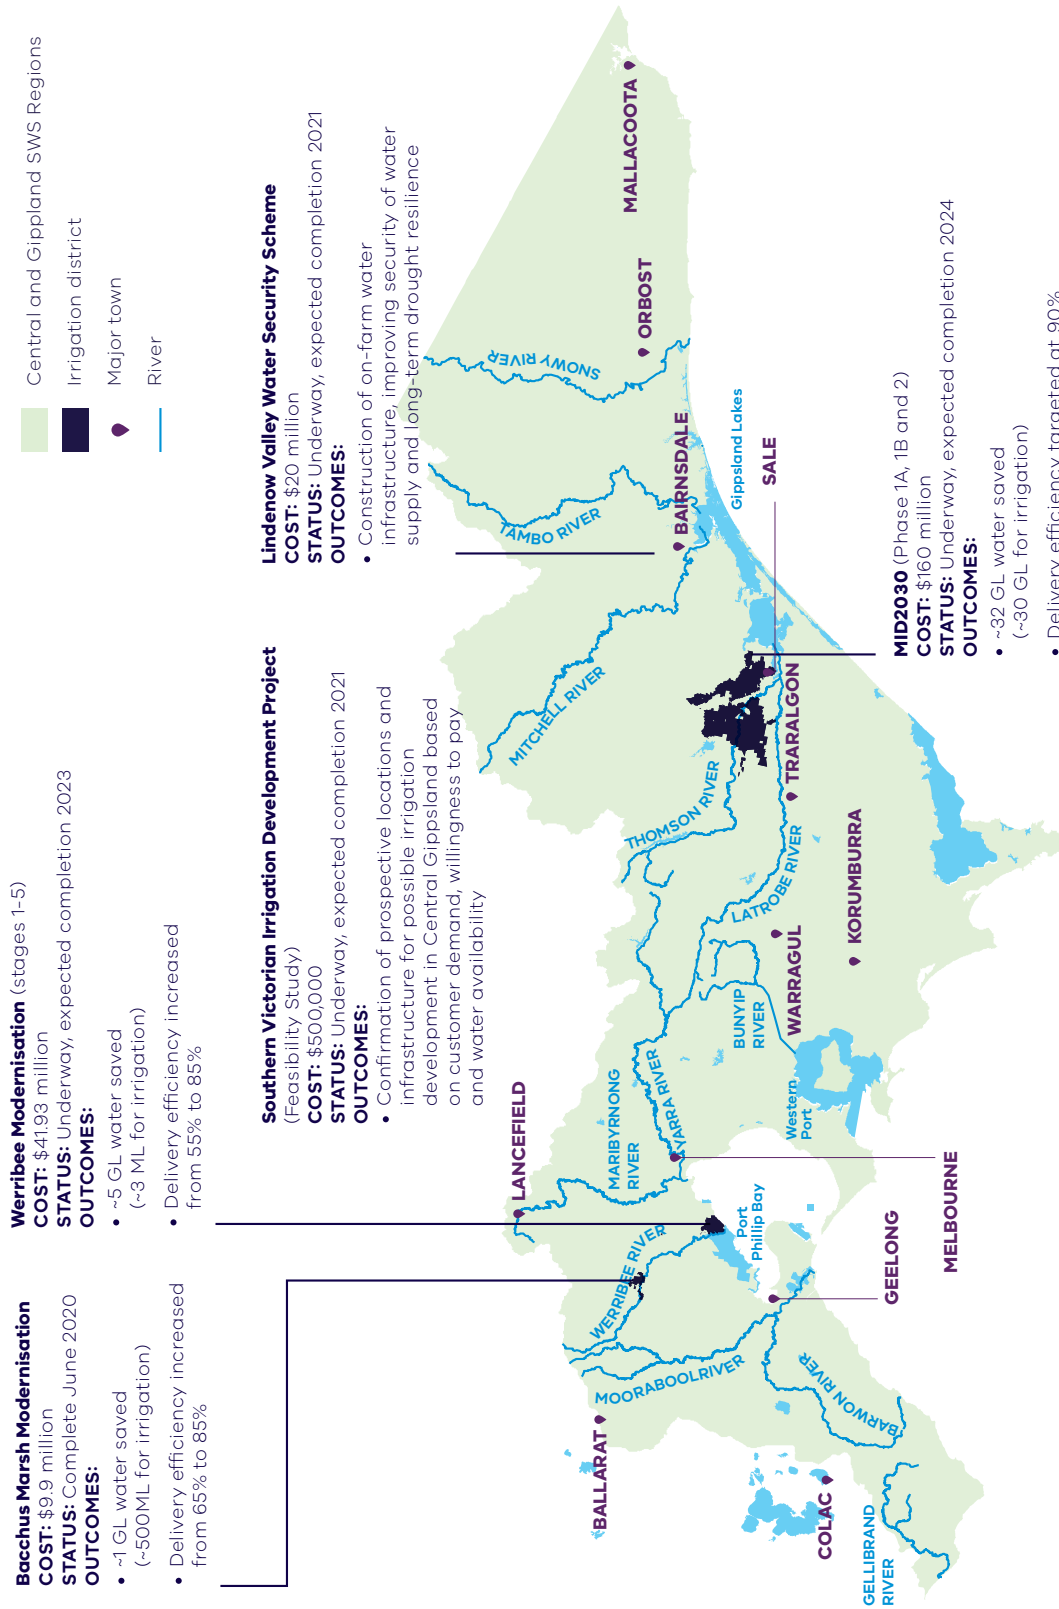 Bacchus Marsh Modernisation
COST: $9.9 million
STATUS: Complete June 2020
OUTCOMES:
• ~1 GL water saved
(~500ML for irrigation)
• Delivery efficiency increased
from 65% to 85%
Werribee Modernisation (stages 1-5)
COST: $41.93 million
STATUS: Underway, expected completion 2023
OUTCOMES:
• ~5 GL water saved
(~3 ML for irrigation)
• Delivery efficiency increased
from 55% to 85%
Central and Gippland SWS Regions
Irrigation district
Major town
River
Southern Victorian Irrigation Development Project
(Feasibility Study)
COST: $500,000
STATUS: Underway, expected completion 2021
OUTCOMES:
• Confirmation of prospective locations and
infrastructure for possible irrigation
development in Central Gippsland based
on customer demand, willingness to pay
and water availability
Lindenow Valley Water Security Scheme
COST: $20 million
STATUS: Underway, expected completion 2021
OUTCOMES:
• Construction of on-farm water
infrastructure, improving security of water
supply and long-term drought resilience
SNOWY RIVER
TAMBO RIVER
MITCHELL RIVER
THOMSON RIVER
LATROBE RIVER
BUNYIP
RIVER
YARRA RIVER
MARIBYRNONG
RIVER
WERRIBEE RIVER
MOORABOOLRIVER
BARWON RIVER
GELLIBRAND
RIVER
LANCEFIELD
BALLARAT
COLAC
GEELONG
MELBOURNE
Port
Phillip Bay
Western
Port
WARRAGUL
KORUMBURRA
TRARALGON
SALE
BAIRNSDALE
Gippsland Lakes
ORBOST
MALLACOOTA
MID2030 (Phase 1A, 1B and 2)
COST: $160 million
STATUS: Underway, expected completion 2024
OUTCOMES:
• ~32 GL water saved
(~30 GL for irrigation)
• Delivery efficiency targeted at 90%